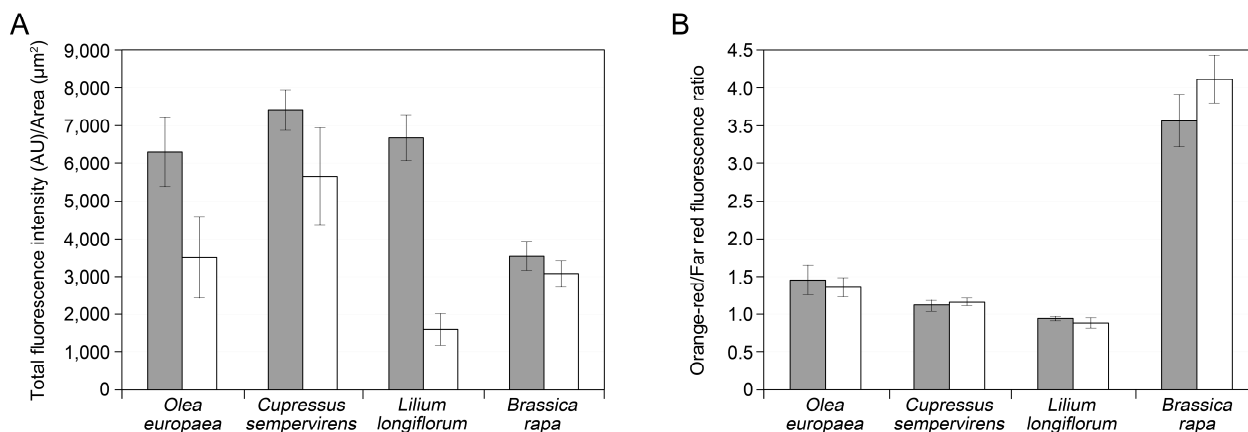 A
Total fluorescence intensity (AU)/Area (µm²)
9,000
8,000
7,000
6,000
5,000
4,000
3,000
2,000
1,000
0
Olea
europaea
Cupressus
sempervirens
Lilium
longiflorum
Brassica
rapa
B
Orange-red/Far red fluorescence ratio
4.5
4.0
3.5
3.0
2.5
2.0
1.5
1.0
0.5
0
Olea
europaea
Cupressus
sempervirens
Lilium
longiflorum
Brassica
rapa